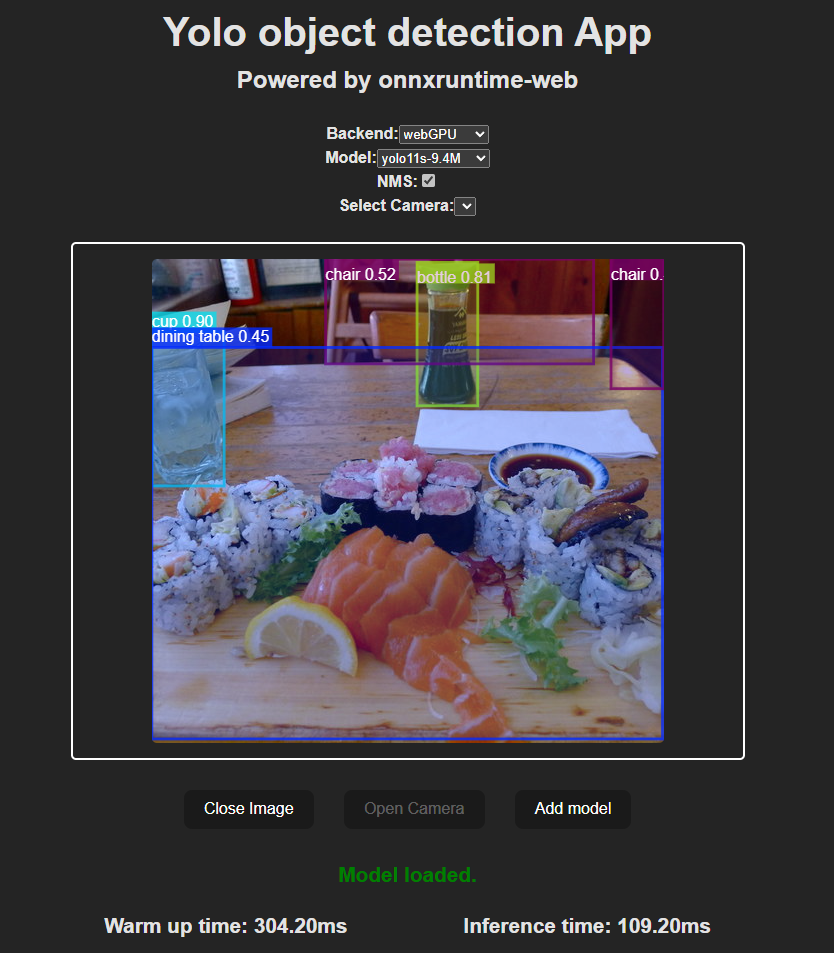 Yolo object detection App
Powered by onnxruntime-web
Backend: webGPU
Model: yolo11s-9.4M
NMS:
Select Camera:
chair 0.52
bottle 0.81
chair 0.
cup 0.90
dining table 0.45
Close Image
Open Camera
Add model
Model loaded.
Warm up time: 304.20ms
Inference time: 109.20ms